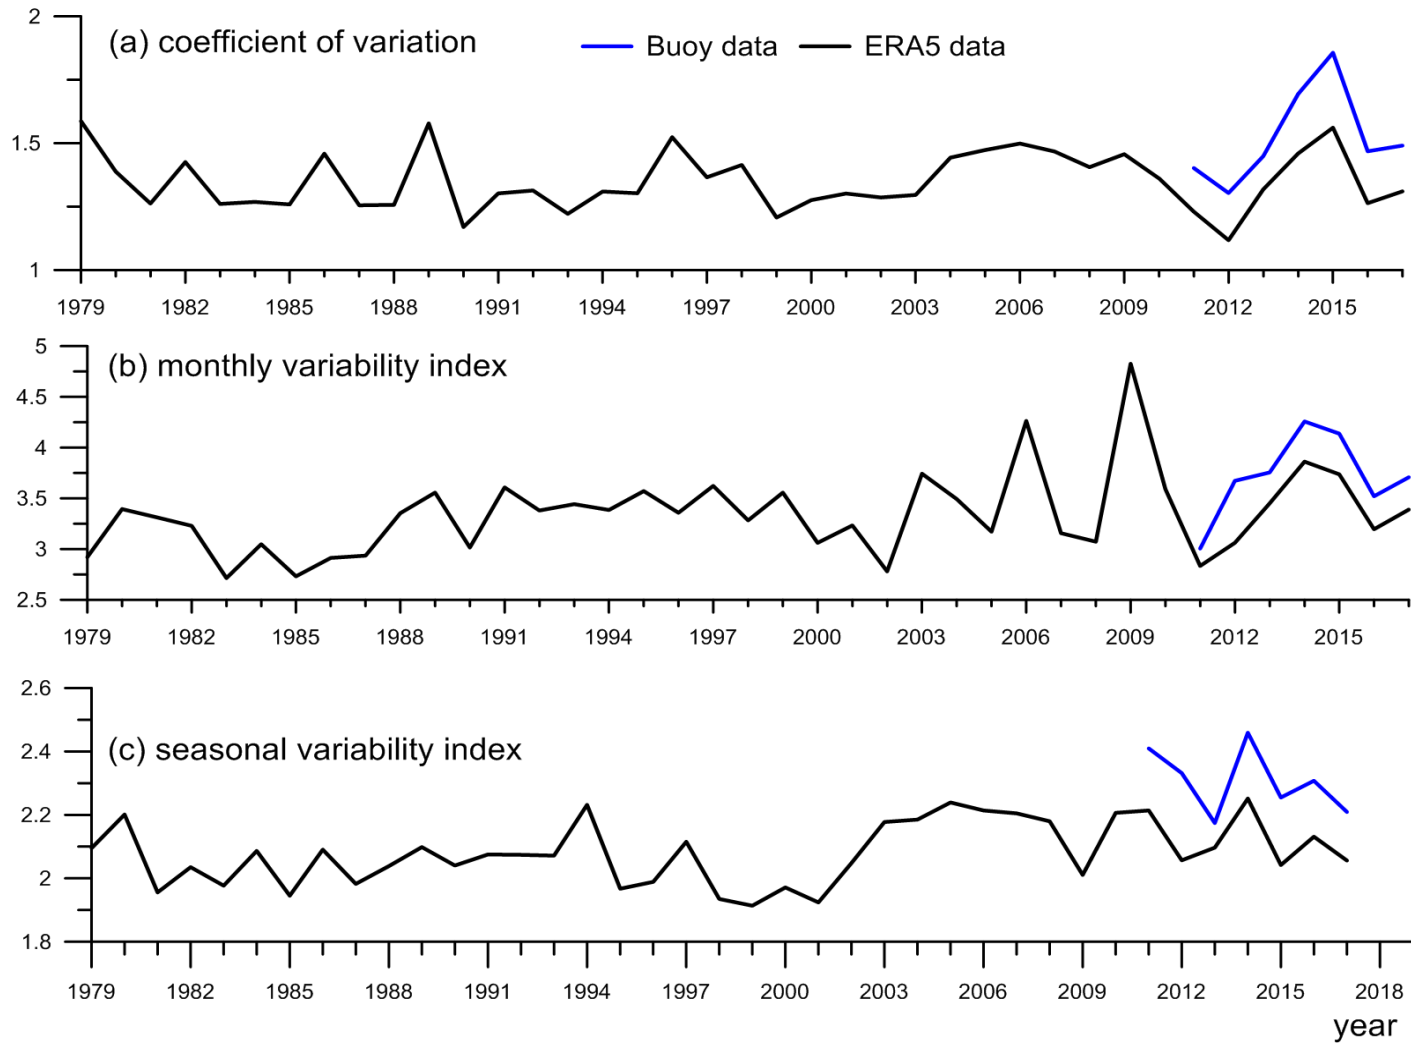 2
(a) coefficient of variation
Buoy data
ERA5 data
1.5
1
1979 1982 1985 1988 1991 1994 1997 2000 2003 2006 2009 2012 2015
5
(b) monthly variability index
4.5
4
3.5
3
2.5
1979 1982 1985 1988 1991 1994 1997 2000 2003 2006 2009 2012 2015
2.6
2.4
(c) seasonal variability index
2.2
2
1.8
1979 1982 1985 1988 1991 1994 1997 2000 2003 2006 2009 2012 2015 2018
year